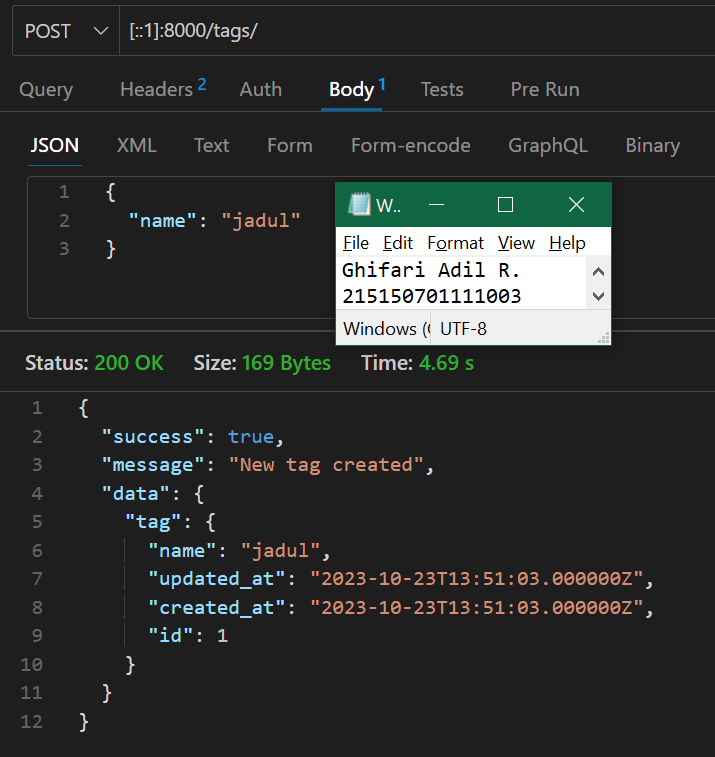 POST [::1]:8000/tags/
Query Headers 2 Auth Body 1 Tests Pre Run
JSON XML Text Form Form-encode GraphQL Binary
1 {
2 "name": "jadul"
3 }
W..
File Edit Format View Help
Ghifari Adil R.
215150701111003
Windows ( UTF-8
Status: 200 OK Size: 169 Bytes Time: 4.69 s
1 {
2 "success": true,
3 "message": "New tag created",
4 "data": {
5 "tag": {
6 "name": "jadul",
7 "updated_at": "2023-10-23T13:51:03.000000Z",
8 "created_at": "2023-10-23T13:51:03.000000Z",
9 "id": 1
10 }
11 }
12 }